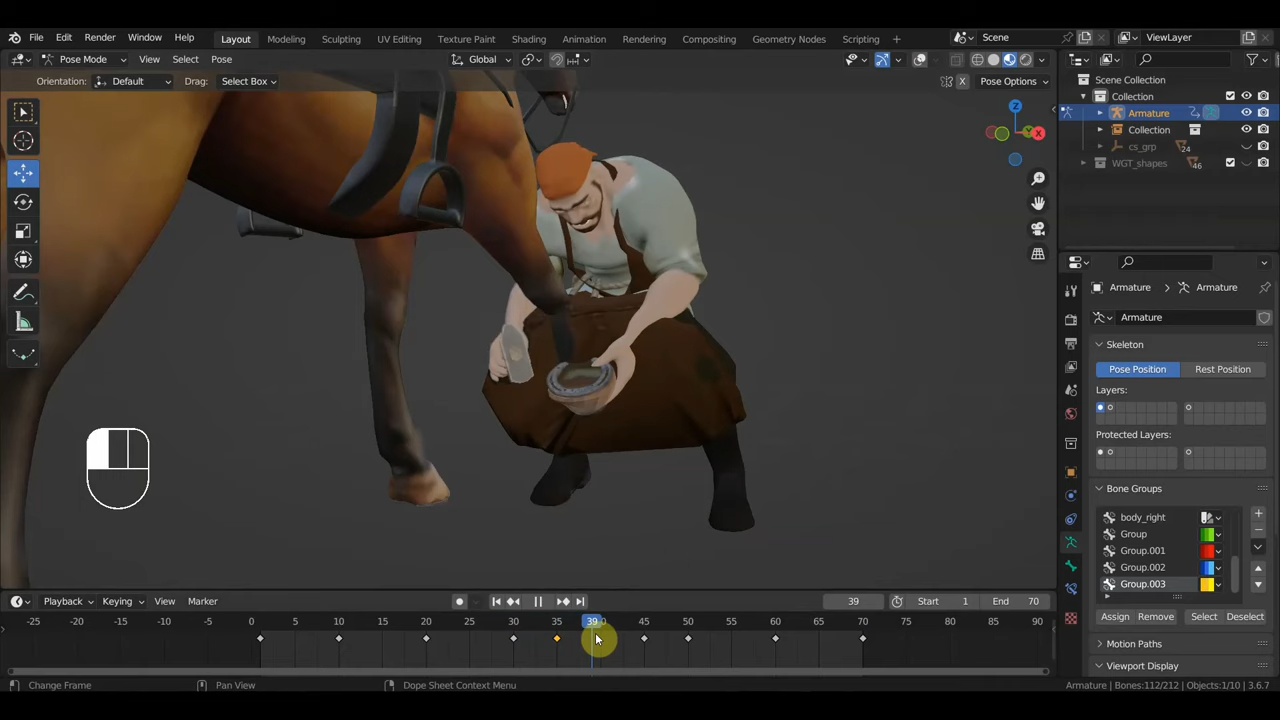 File Edit Render Window Help Layout Modeling Sculpting UV Editing Texture Paint Shading Animation Rendering Compositing Geometry Nodes Scripting + Scene ViewLayer
Pose Mode View Select Pose Global
Orientation: Default Drag: Select Box X Pose Options
Scene Collection
Collection
Armature
Collection
cs_grp 24
WGT_shapes 46
Z
X
Armature > Armature
Armature
Skeleton
Pose Position Rest Position
Layers:
Protected Layers:
Bone Groups
body_right
Group
Group.001
Group.002
Group.003
Assign Remove Select Deselect
Motion Paths
Viewport Display
Playback Keying View Marker 39 Start 1 End 70
-25 -20 -15 -10 -5 0 5 10 15 20 25 30 35 39 45 50 55 60 65 70 75 80 85 90
Change Frame Pan View Dope Sheet Context Menu Armature | Bones:112/212 | Objects:1/10 | 3.6.7